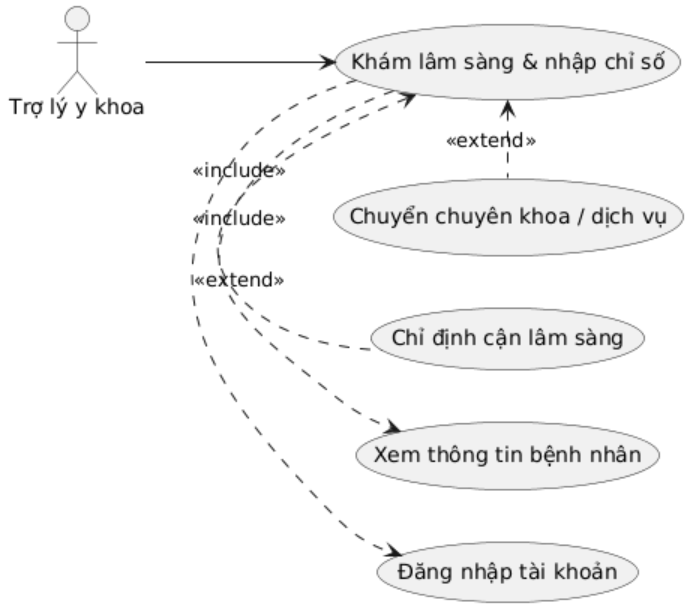 Khám lâm sàng & nhập chỉ số
Trợ lý y khoa
«extend»
«include»
«include»
Chuyển chuyên khoa / dịch vụ
«extend»
Chỉ định cận lâm sàng
Xem thông tin bệnh nhân
Đăng nhập tài khoản